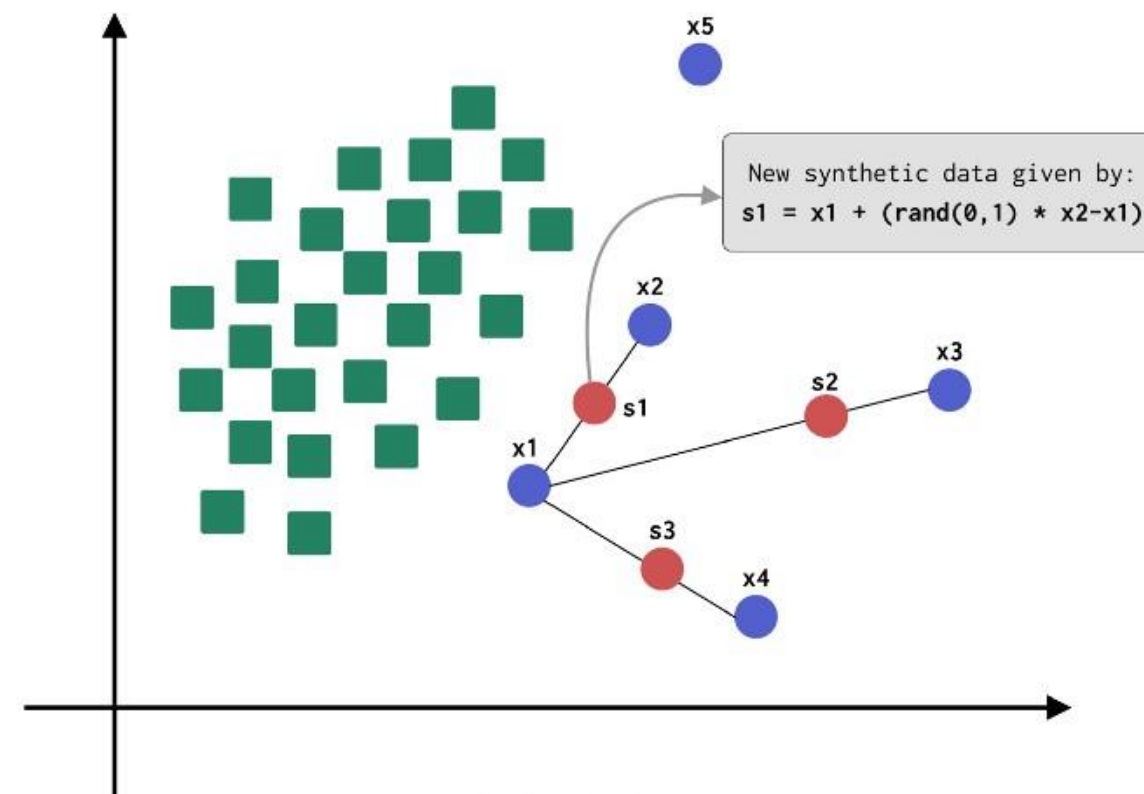 x5
New synthetic data given by:
s1 = x1 + (rand(0,1) * x2-x1)
x2
x3
s2
s1
x1
s3
x4